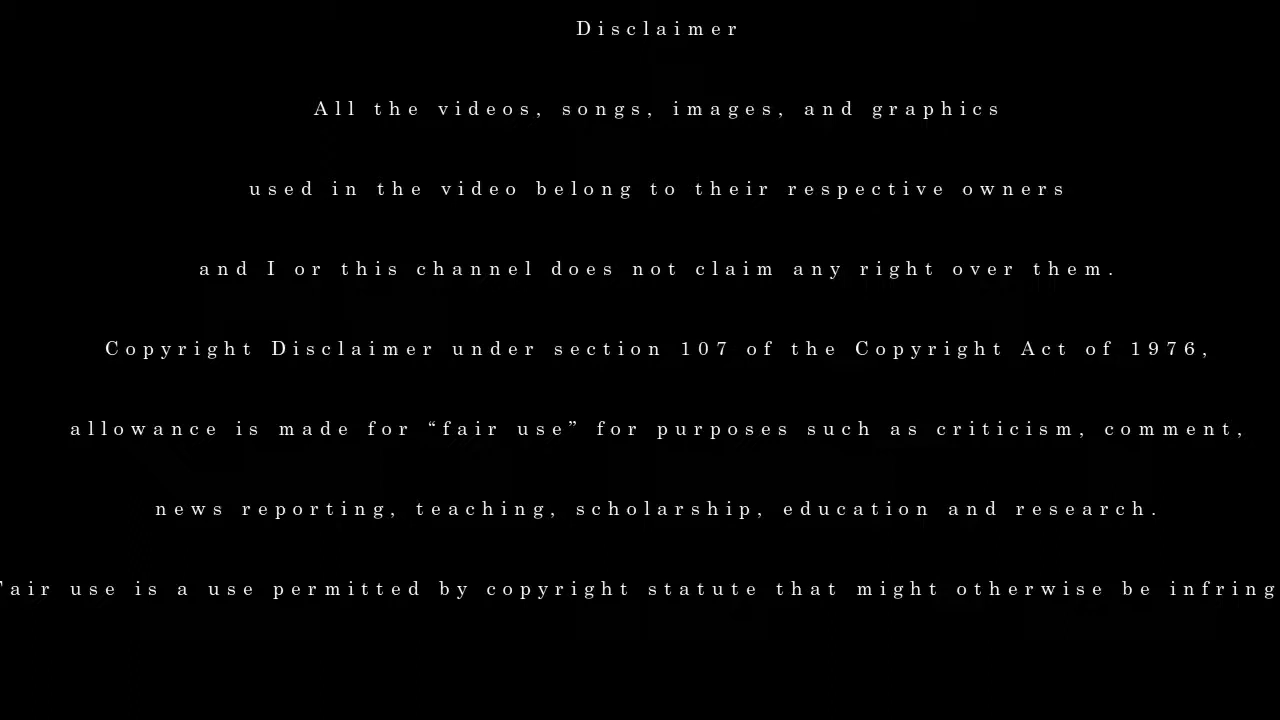 Disclaimer
All the videos, songs, images, and graphics
used in the video belong to their respective owners
and I or this channel does not claim any right over them.
Copyright Disclaimer under section 107 of the Copyright Act of 1976,
allowance is made for “fair use” for purposes such as criticism, comment,
news reporting, teaching, scholarship, education and research.
Fair use is a use permitted by copyright statute that might otherwise be infring